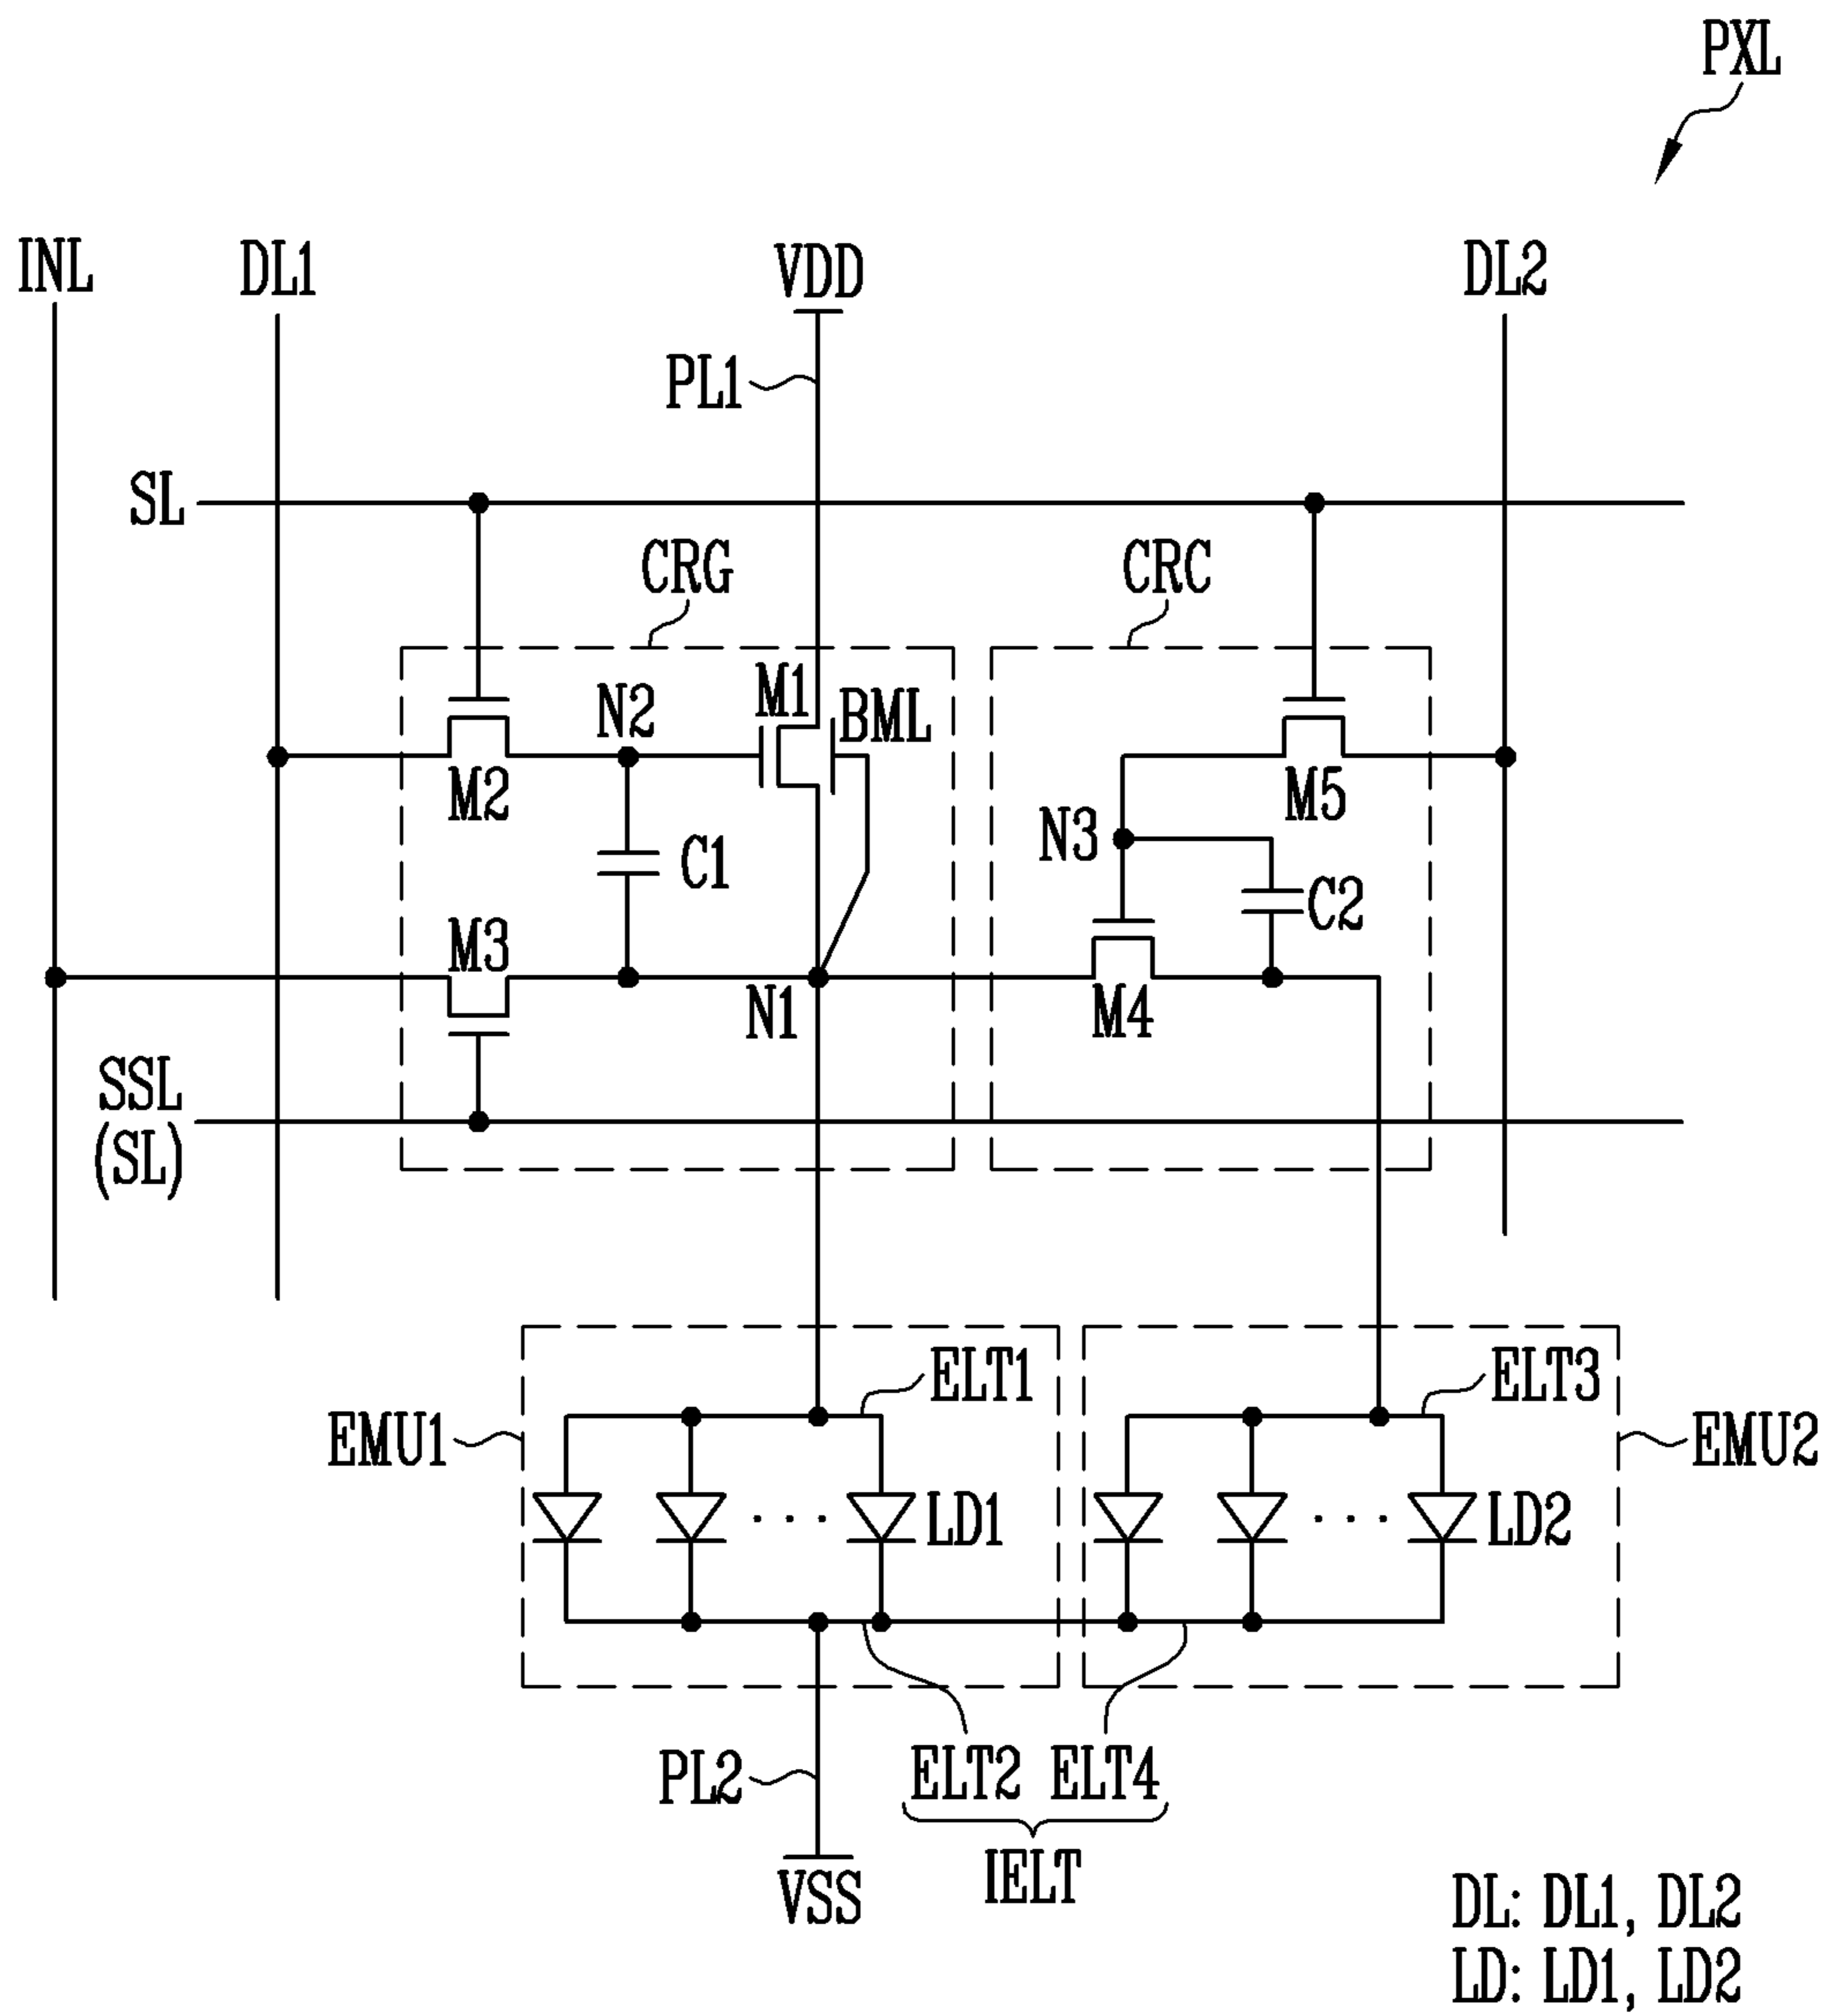 PXL
INL
DL1
VDD
DL2
PL1
SL
CRG
CRC
M1
N2
BML
M2
M5
N3
C1
C2
M3
N1
M4
SSL
(SL)
ELT1
ELT3
EMU1
EMU2
LD1
LD2
PL2
ELT2
ELT4
IELT
VSS
DL: DL1, DL2
LD: LD1, LD2